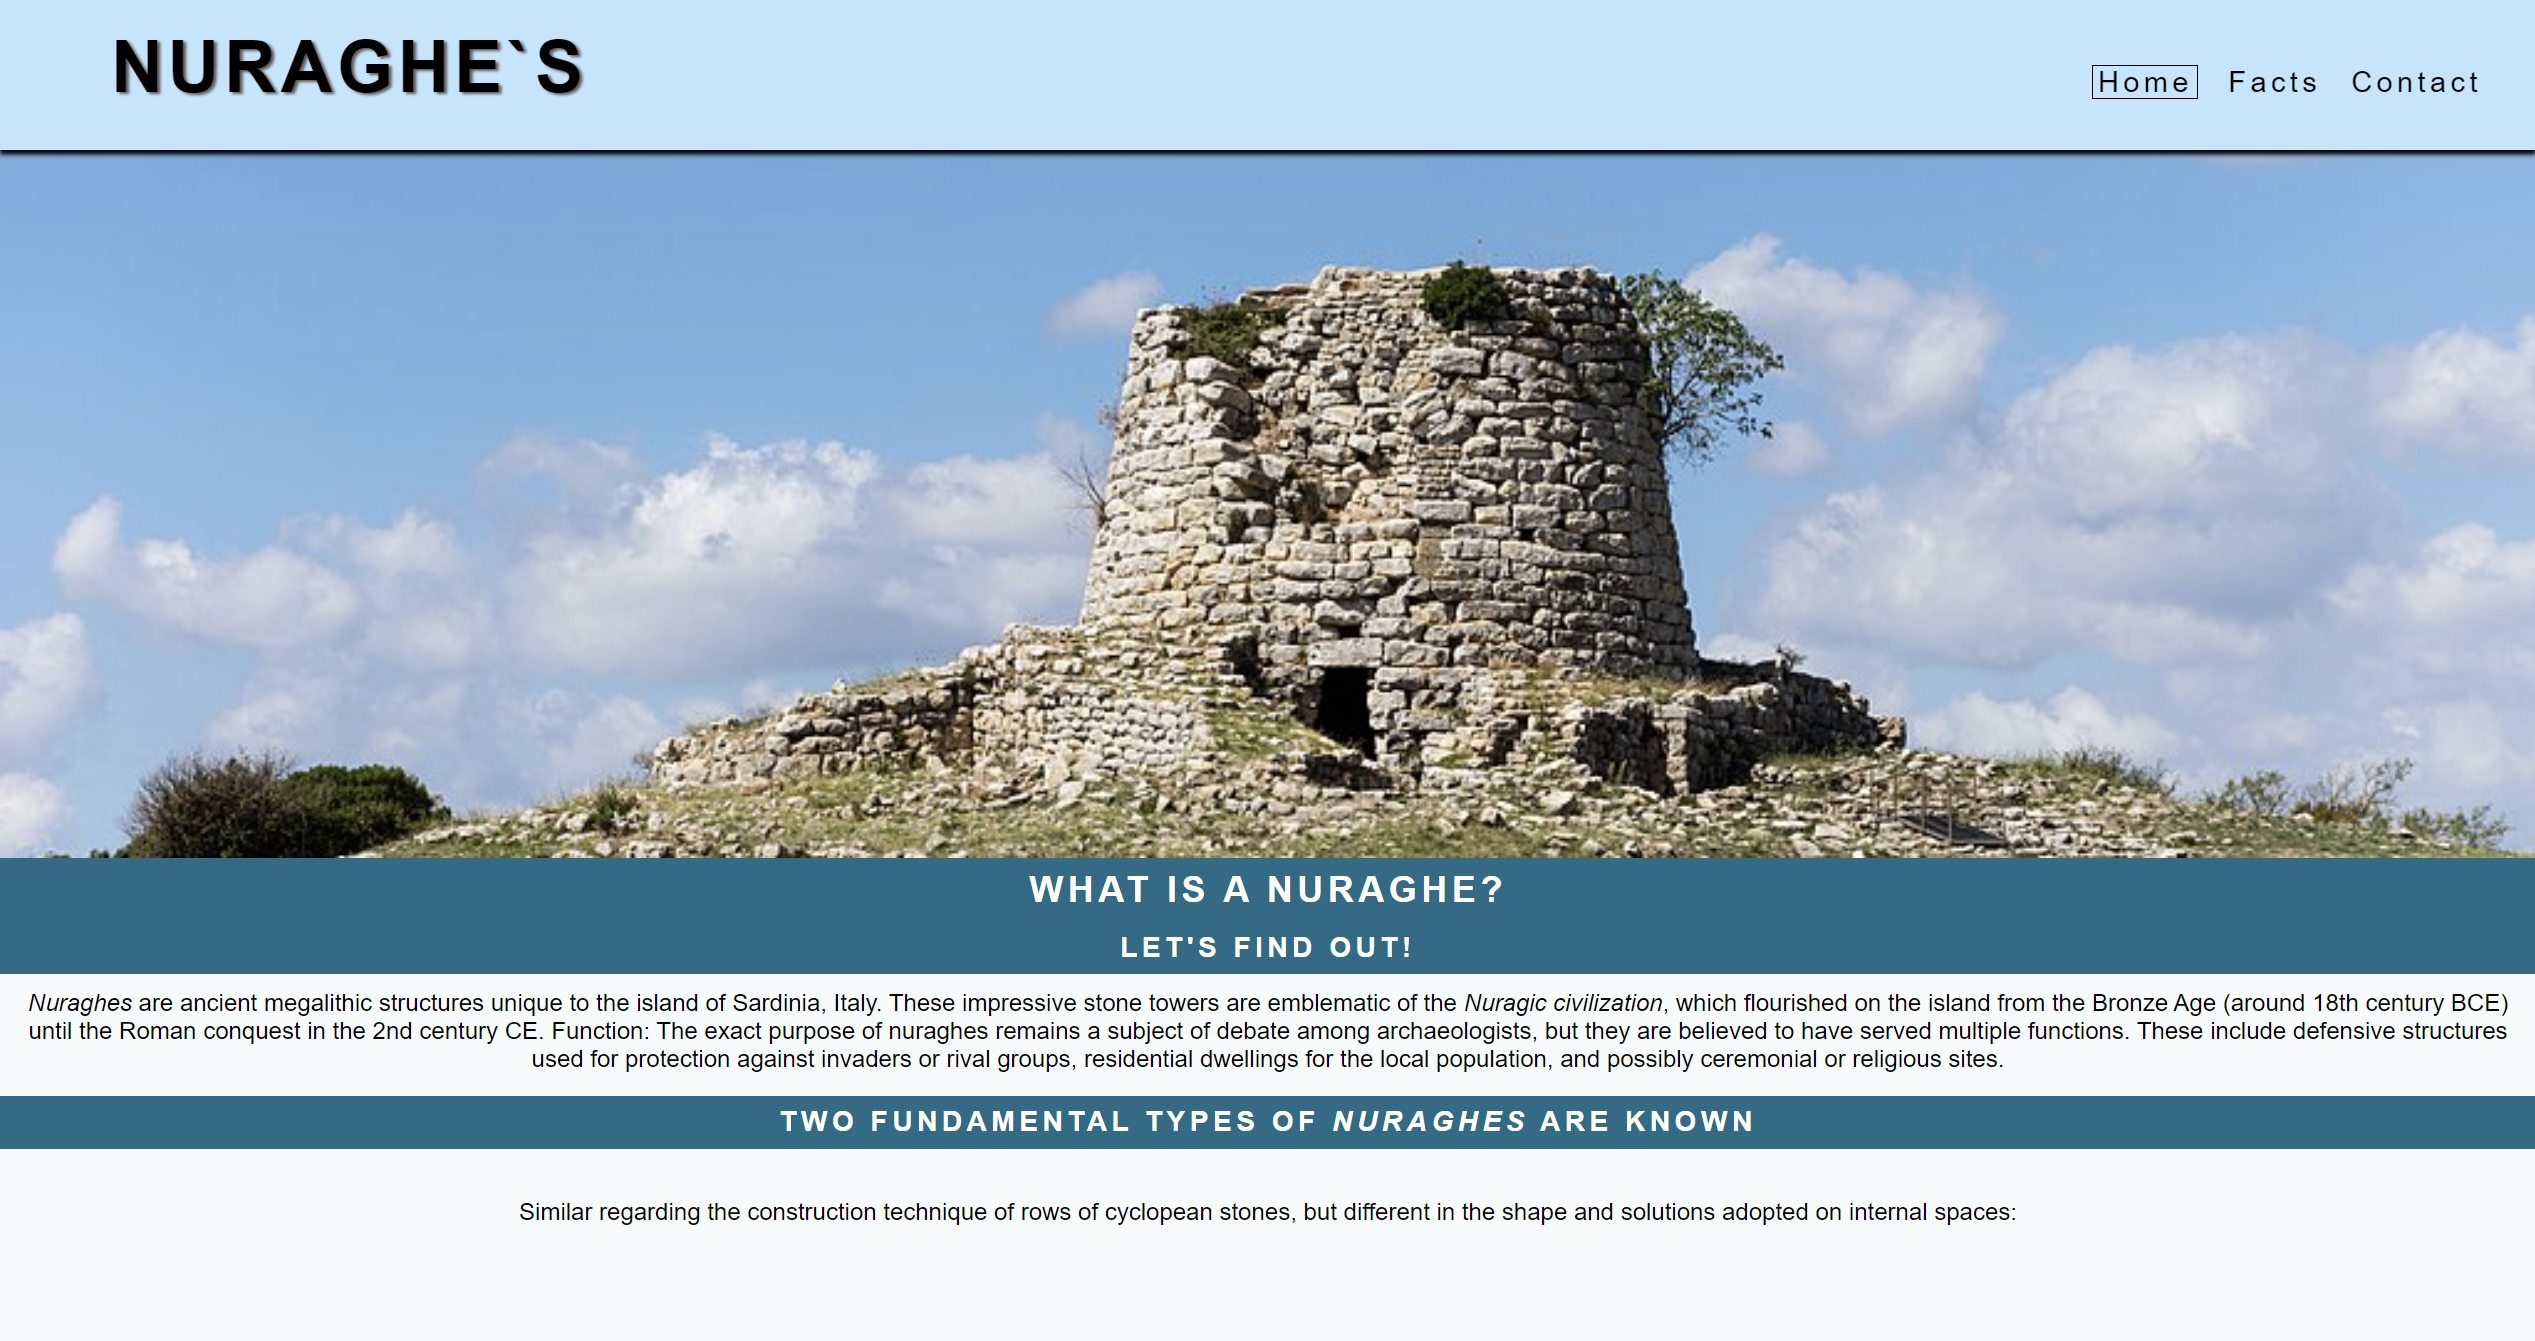 NURAGHE`S
Home Facts Contact
WHAT IS A NURAGHE?
LET'S FIND OUT!
Nuraghes are ancient megalithic structures unique to the island of Sardinia, Italy. These impressive stone towers are emblematic of the Nuragic civilization, which flourished on the island from the Bronze Age (around 18th century BCE)
until the Roman conquest in the 2nd century CE. Function: The exact purpose of nuraghes remains a subject of debate among archaeologists, but they are believed to have served multiple functions. These include defensive structures
used for protection against invaders or rival groups, residential dwellings for the local population, and possibly ceremonial or religious sites.
TWO FUNDAMENTAL TYPES OF NURAGHES ARE KNOWN
Similar regarding the construction technique of rows of cyclopean stones, but different in the shape and solutions adopted on internal spaces: